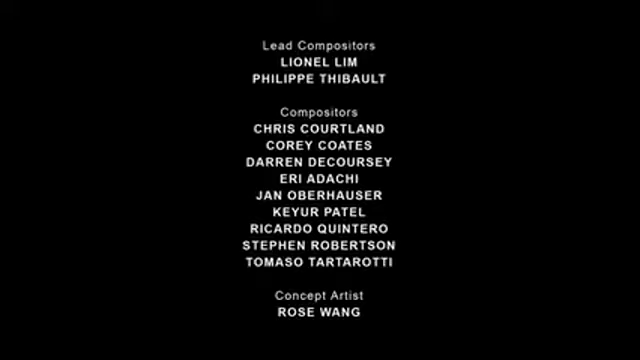 Lead Compositors
LIONEL LIM
PHILIPPE THIBAULT
Compositors
CHRIS COURTLAND
COREY COATES
DARREN DECOURSEY
ERI ADACHI
JAN OBERHAUSER
KEYUR PATEL
RICARDO QUINTERO
STEPHEN ROBERTSON
TOMASO TARTAROTTI
Concept Artist
ROSE WANG